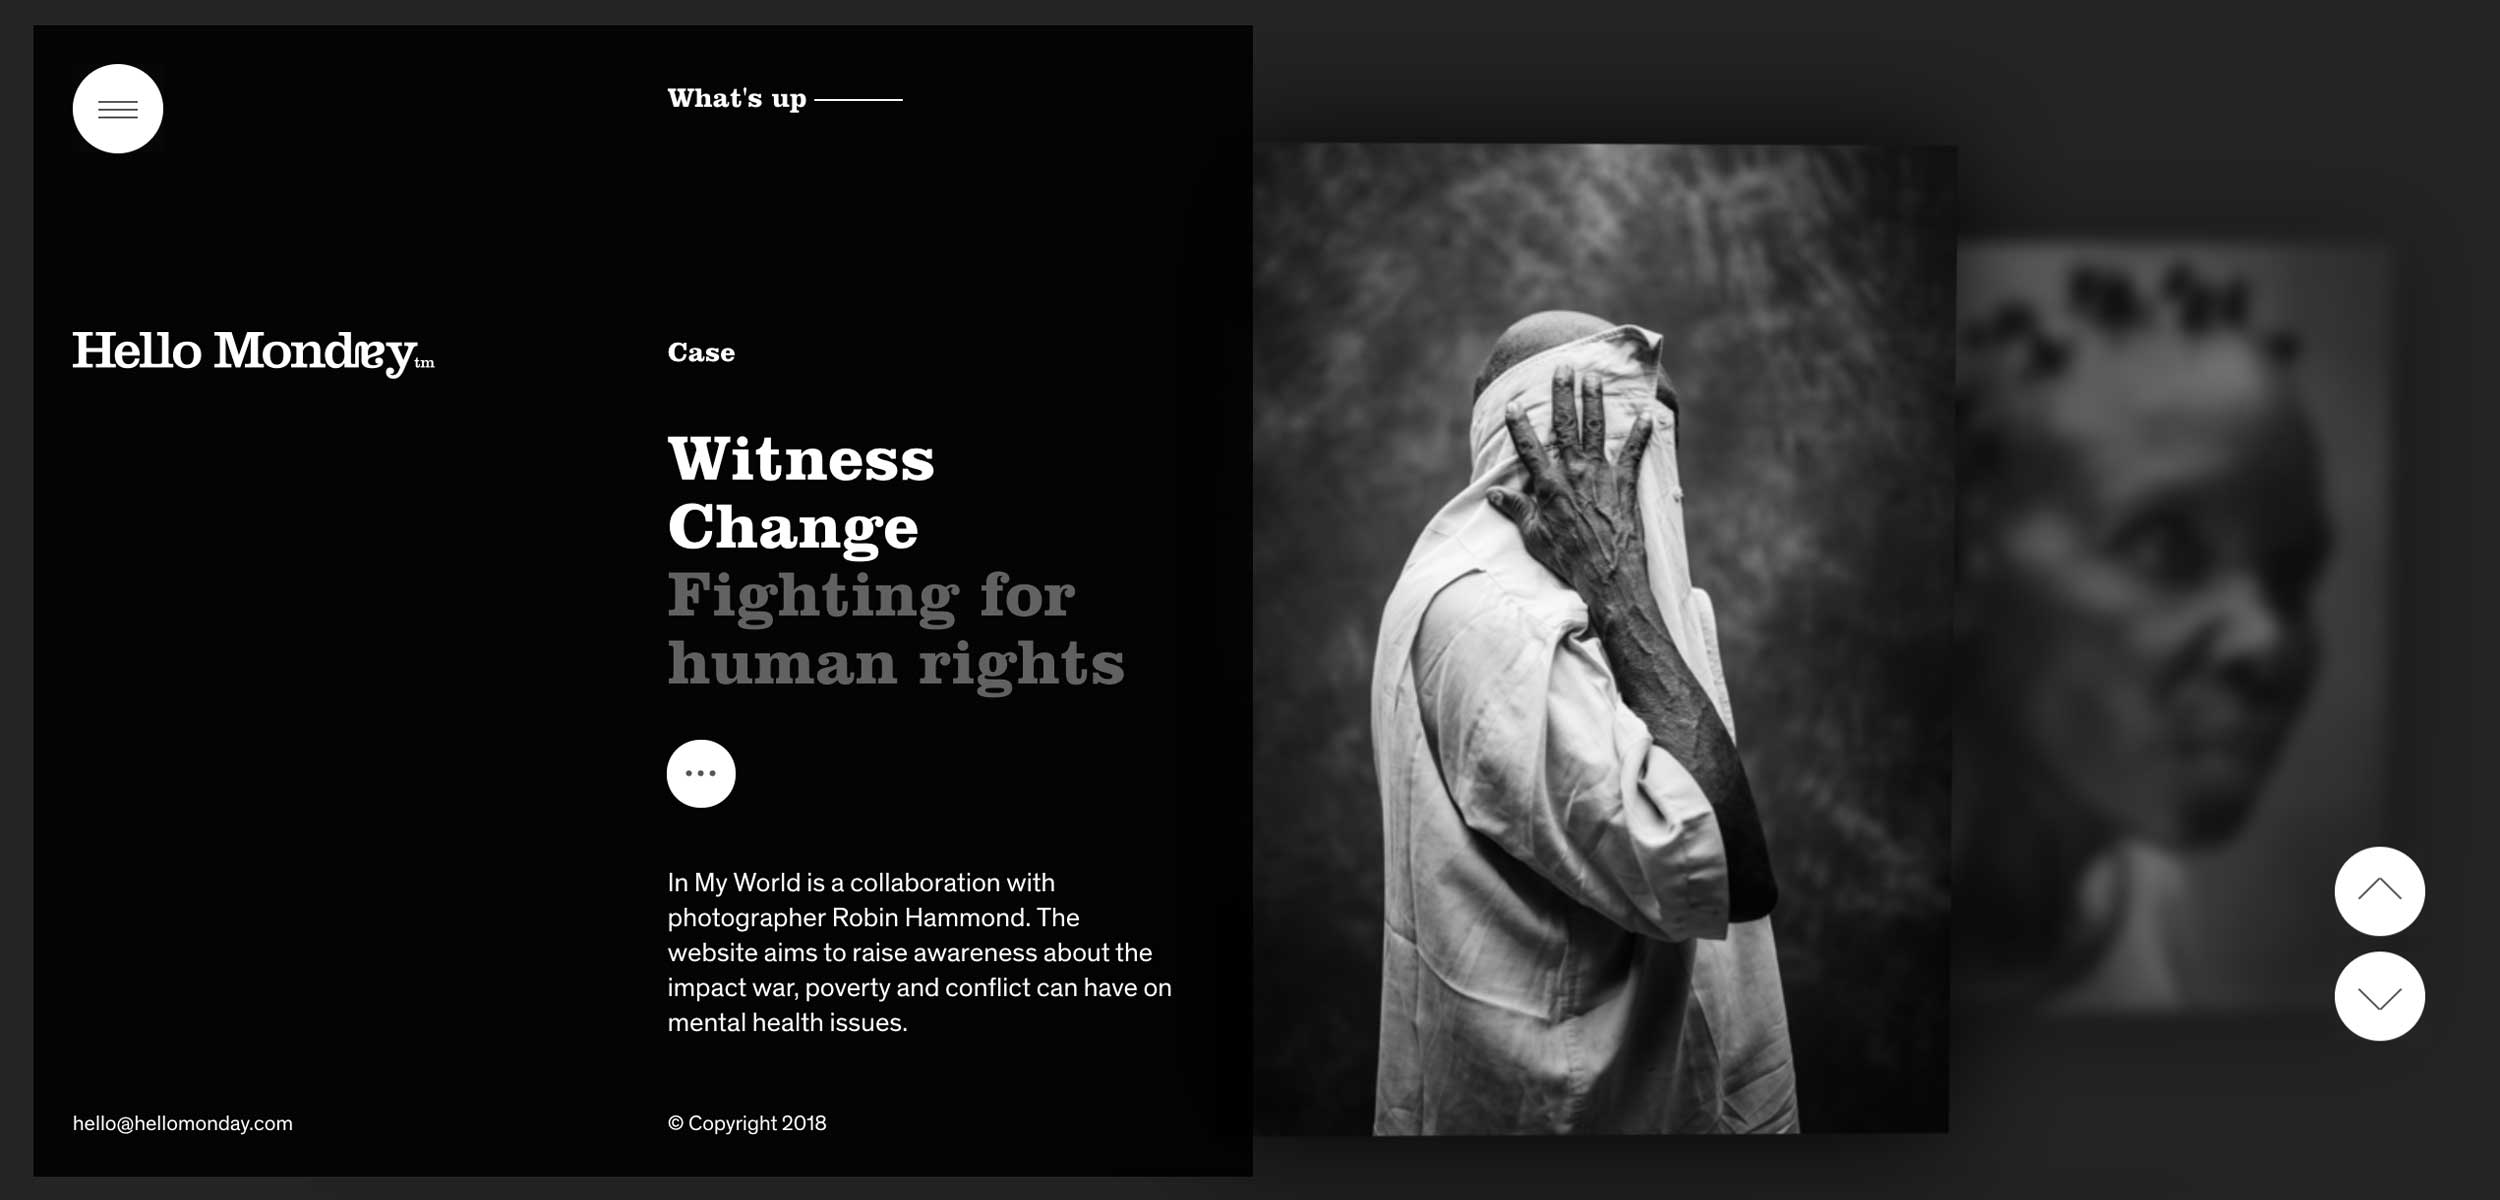 What's up
Hello Monday tm
Case
Witness
Change
Fighting for
human rights
In My World is a collaboration with
photographer Robin Hammond. The
website aims to raise awareness about the
impact war, poverty and conflict can have on
mental health issues.
hello@hellomonday.com
© Copyright 2018